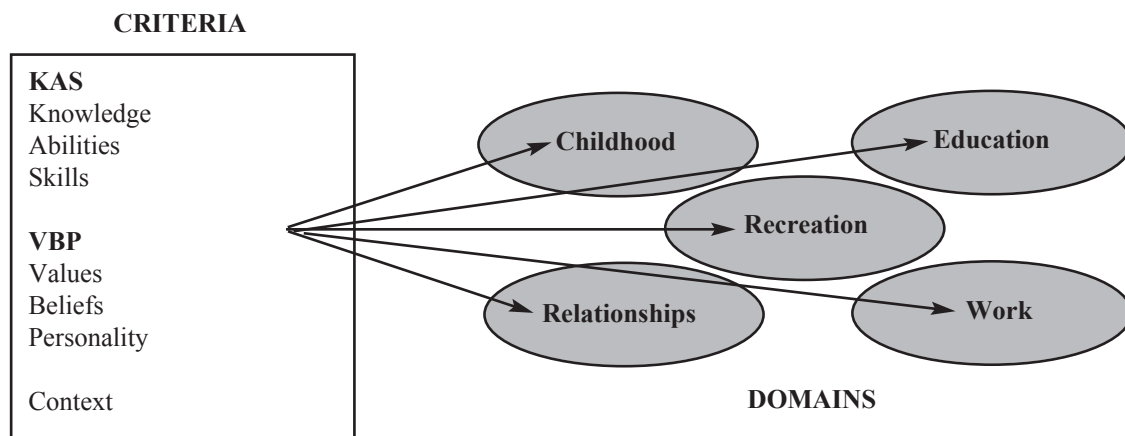 CRITERIA
KAS
Knowledge
Abilities
Skills
VBP
Values
Beliefs
Personality
Context
Childhood
Education
Recreation
Relationships
Work
DOMAINS